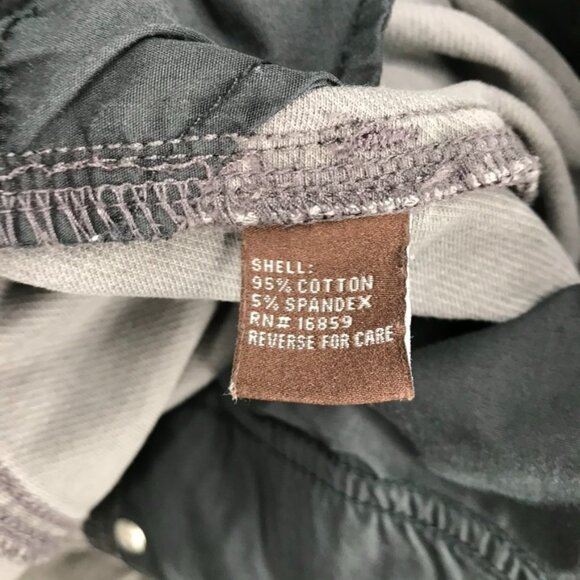 SHELL:
95% COTTON
5% SPANDEX
RN# 16859
REVERSE FOR CARE